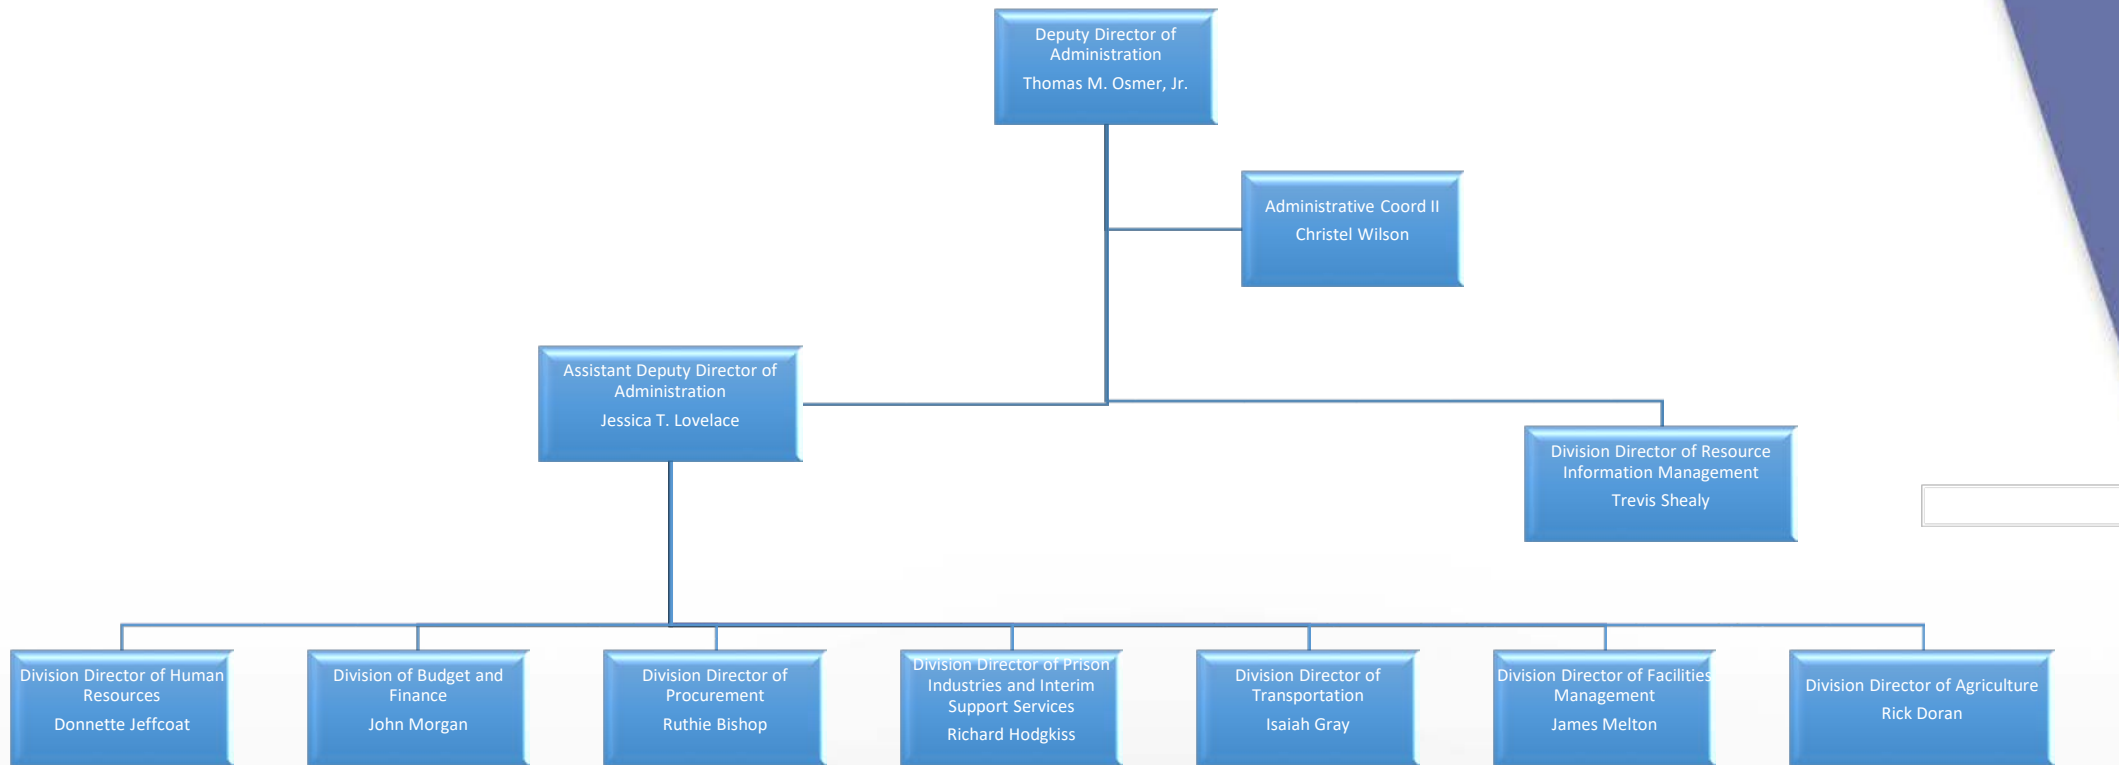 Deputy Director of
Administration
Thomas M. Osmer, Jr.
Administrative Coord II
Christel Wilson
Assistant Deputy Director of
Administration
Jessica T. Lovelace
Division Director of Resource
Information Management
Trevis Shealy
Division Director of Human
Resources
Donnette Jeffcoat
Division of Budget and
Finance
John Morgan
Division Director of
Procurement
Ruthie Bishop
Division Director of Prison
Industries and Interim
Support Services
Richard Hodgkiss
Division Director of
Transportation
Isaiah Gray
Division Director of Facilities
Management
James Melton
Division Director of Agriculture
Rick Doran